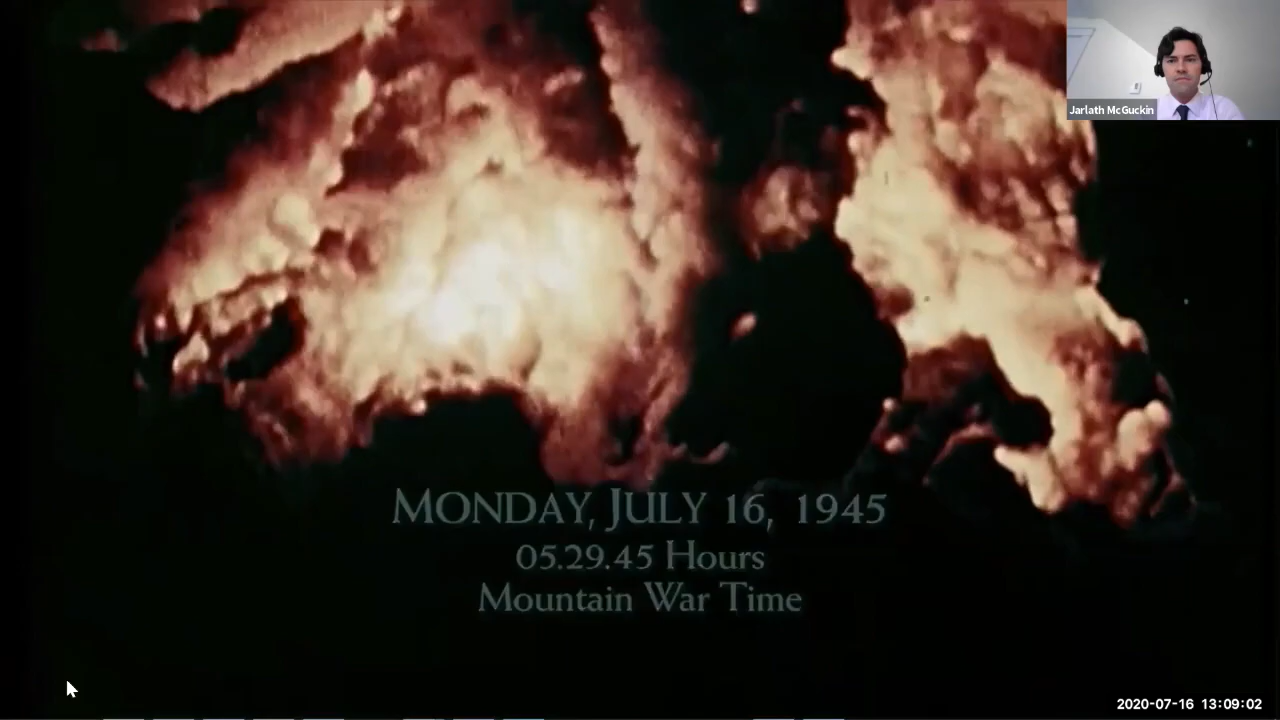 Jarlath McGuckin
MONDAY, JULY 16, 1945
05.29.45 Hours
Mountain War Time
2020-07-16 13:09:02